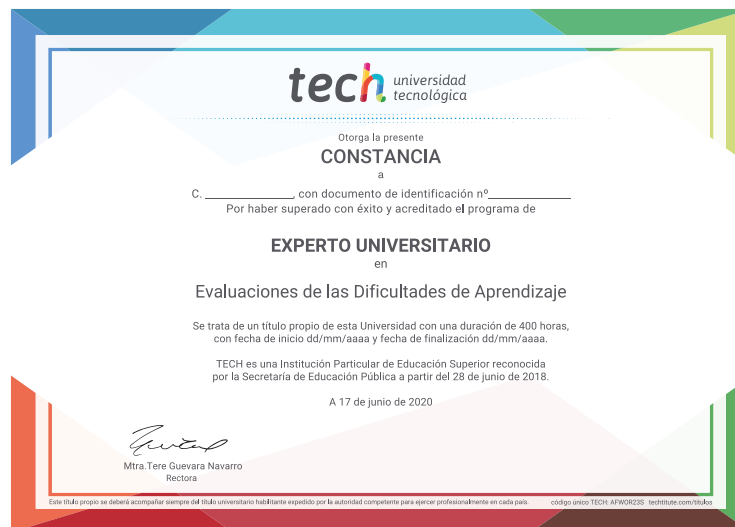 tech universidad
tecnológica
Otorga la presente
CONSTANCIA
a
C. ________________, con documento de identificación nº______________
Por haber superado con éxito y acreditado el programa de
EXPERTO UNIVERSITARIO
en
Evaluaciones de las Dificultades de Aprendizaje
Se trata de un título propio de esta Universidad con una duración de 400 horas,
con fecha de inicio dd/mm/aaaa y fecha de finalización dd/mm/aaaa.
TECH es una Institución Particular de Educación Superior reconocida
por la Secretaría de Educación Pública a partir del 28 de junio de 2018.
A 17 de junio de 2020
Mtra.Tere Guevara Navarro
Rectora
Este título propio se deberá acompañar siempre del título universitario habilitante expedido por la autoridad competente para ejercer profesionalmente en cada país. código único TECH: AFWOR23S techtitute.com/titulos